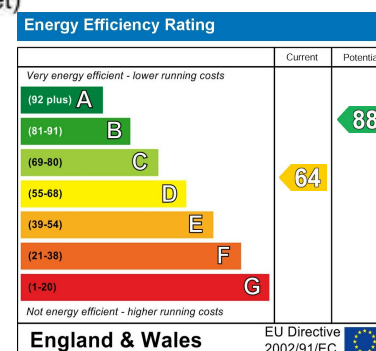 Energy Efficiency Rating
Current
Very energy efficient - lower running costs
(92 plus) A
(81-91) B
88
(69-80) C
64
(55-68) D
(39-54) E
(21-38) F
(1-20) G
Not energy efficient - higher running costs
England & Wales
EU Directive
2002/91/EC